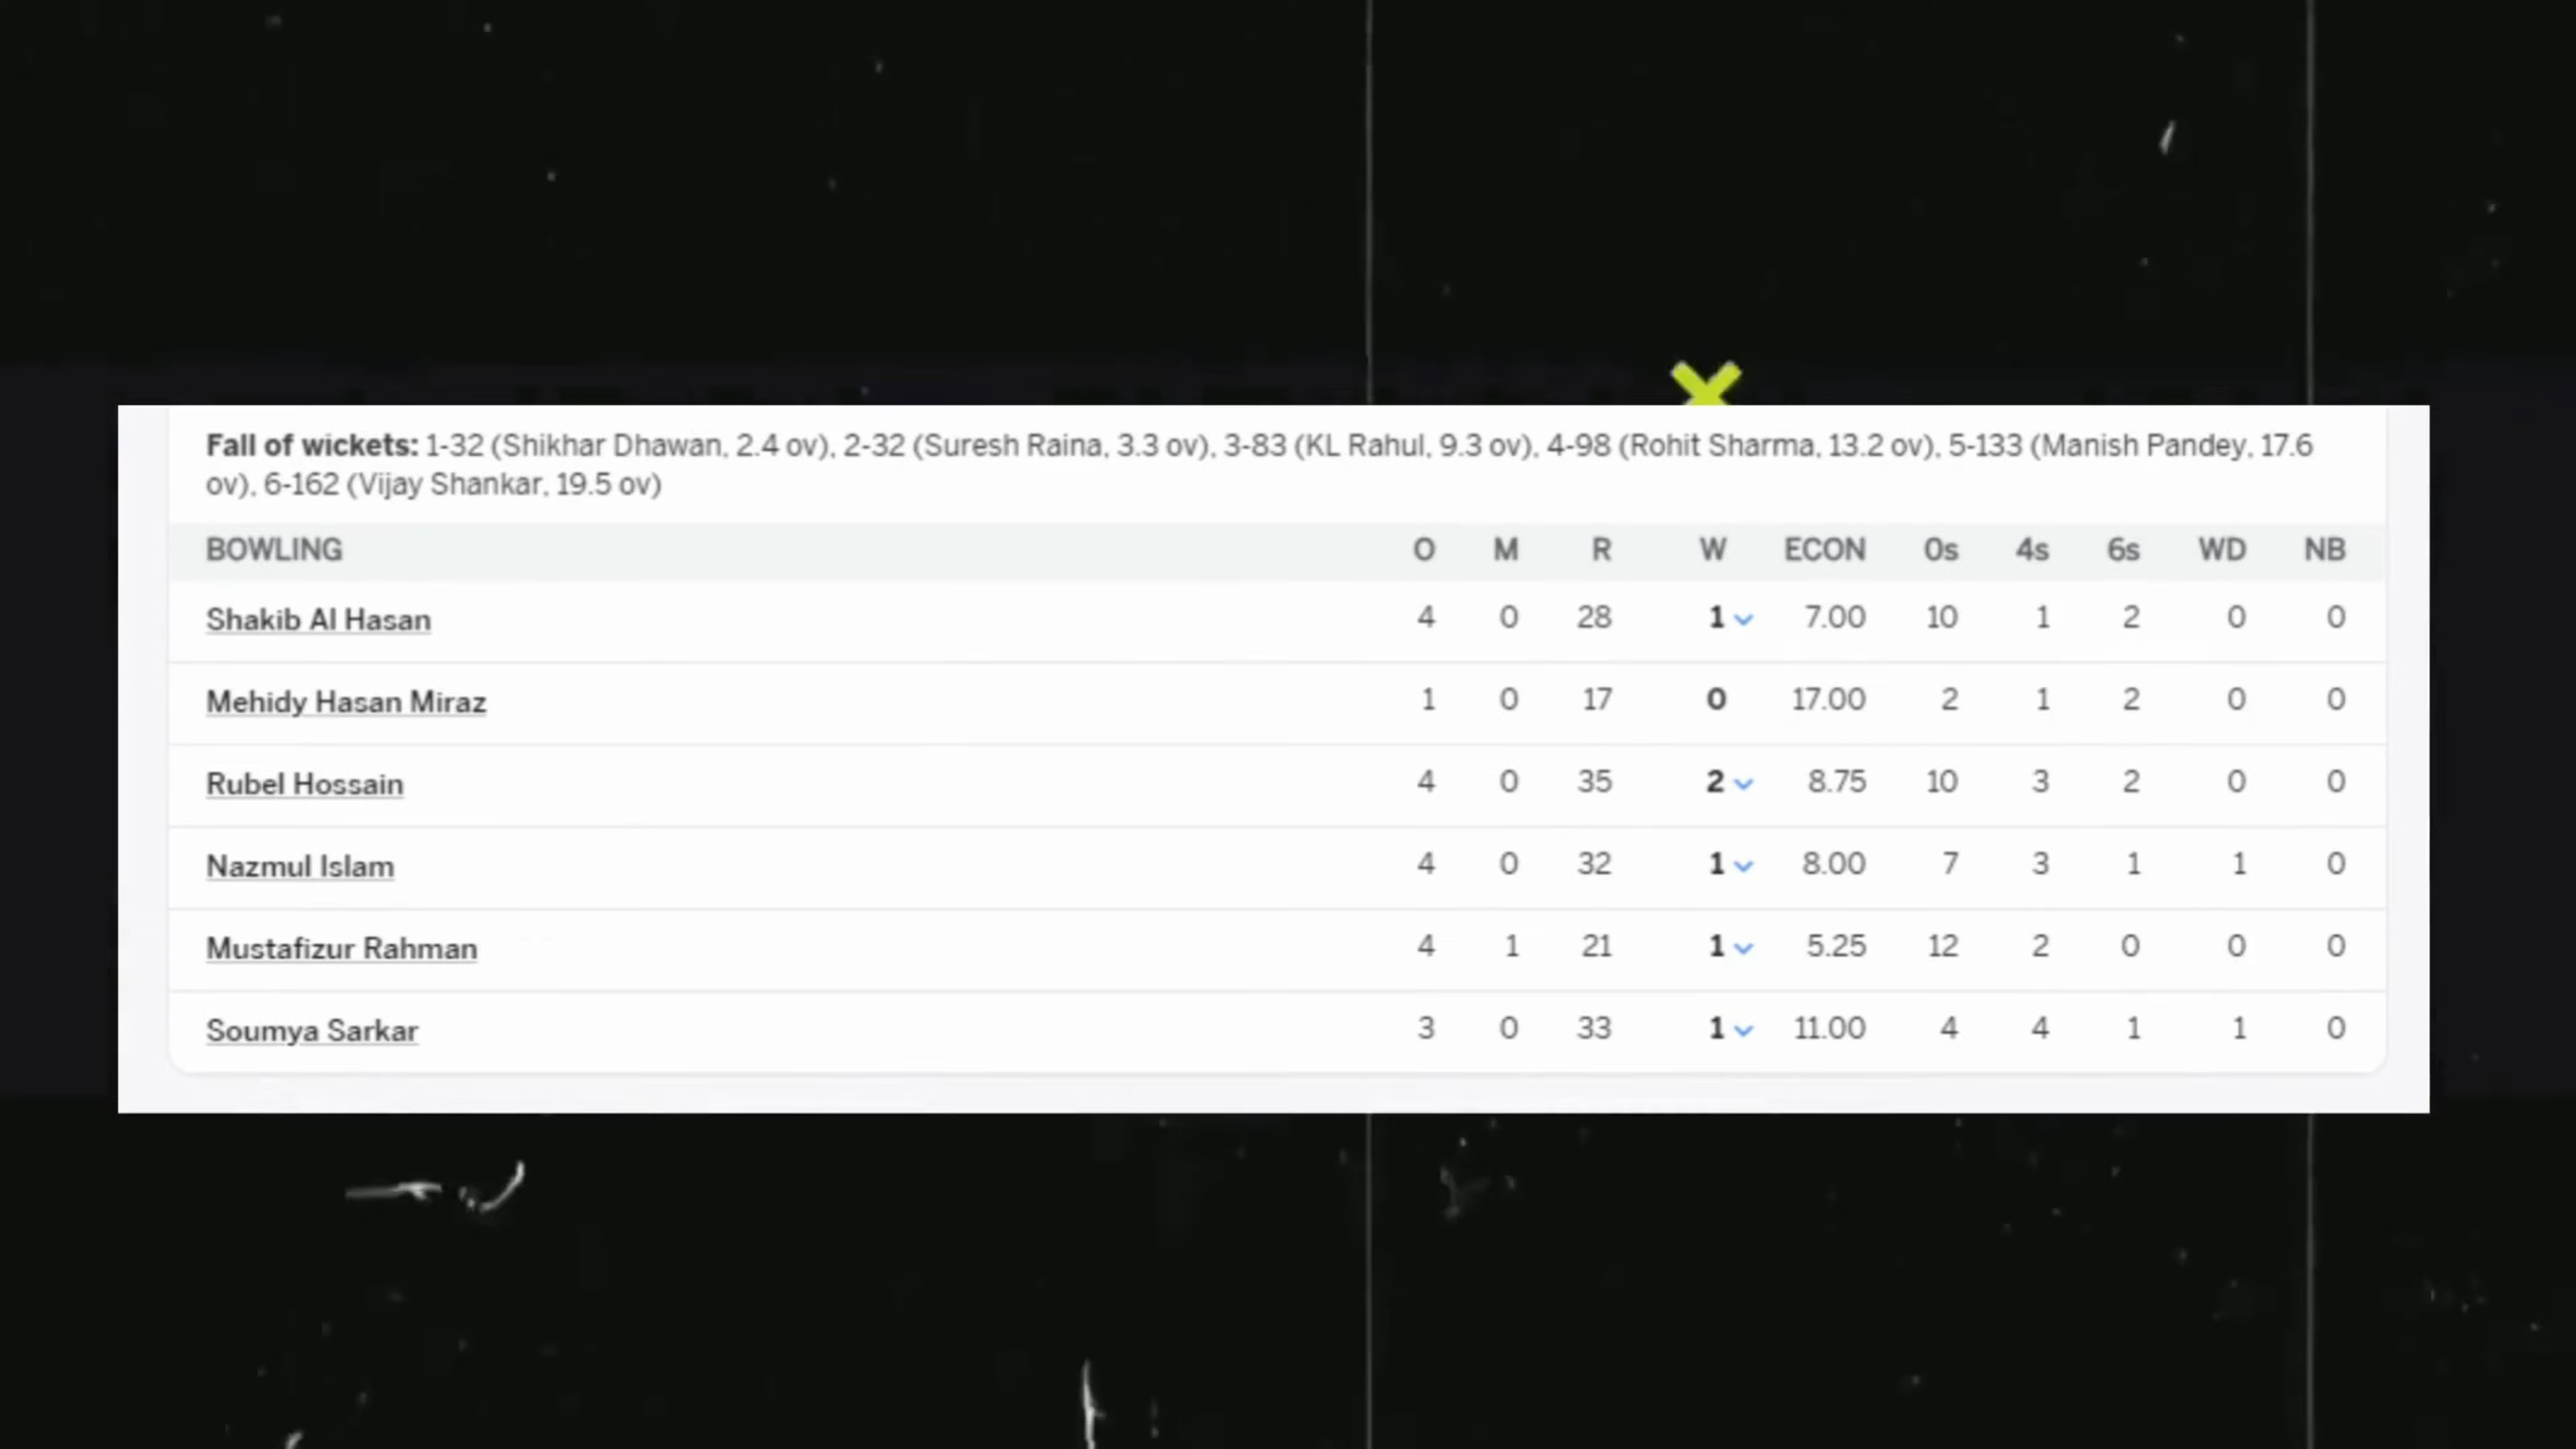 Fall of wickets: 1-32 (Shikhar Dhawan, 2.4 ov), 2-32 (Suresh Raina, 3.3 ov), 3-83 (KL Rahul, 9.3 ov), 4-98 (Rohit Sharma, 13.2 ov), 5-133 (Manish Pandey, 17.6
ov), 6-162 (Vijay Shankar, 19.5 ov)
BOWLING O M R W ECON 0s 4s 6s WD NB
Shakib Al Hasan 4 0 28 1 7.00 10 1 2 0 0
Mehidy Hasan Miraz 1 0 17 0 17.00 2 1 2 0 0
Rubel Hossain 4 0 35 2 8.75 10 3 2 0 0
Nazmul Islam 4 0 32 1 8.00 7 3 1 1 0
Mustafizur Rahman 4 1 21 1 5.25 12 2 0 0 0
Soumya Sarkar 3 0 33 1 11.00 4 4 1 1 0